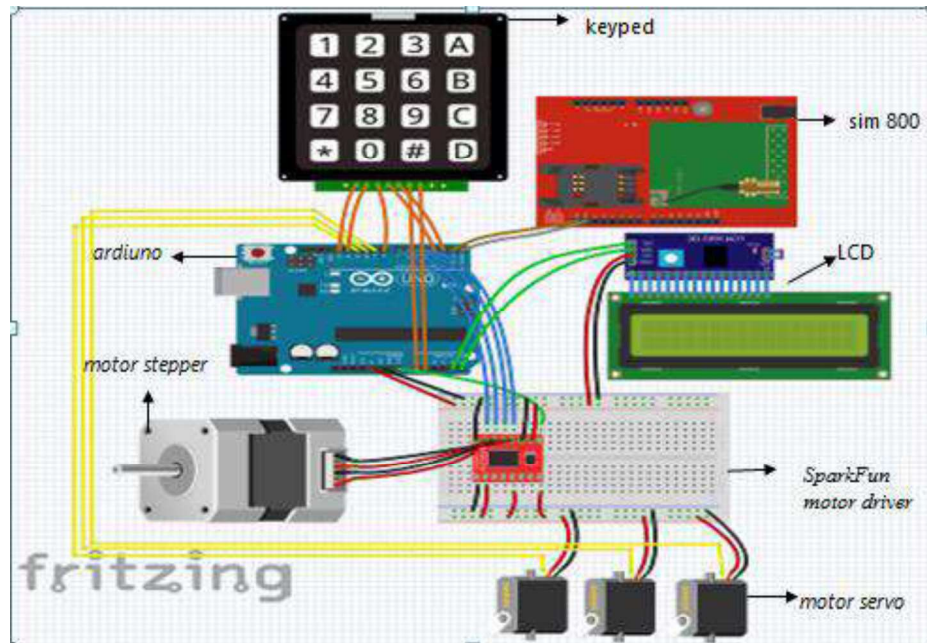 keyped
1 2 3 A
4 5 6 B
7 8 9 C
* 0 # D
sim 800
ardiuno
UNO
LCD
motor stepper
SparkFun
motor driver
fritzing
motor servo